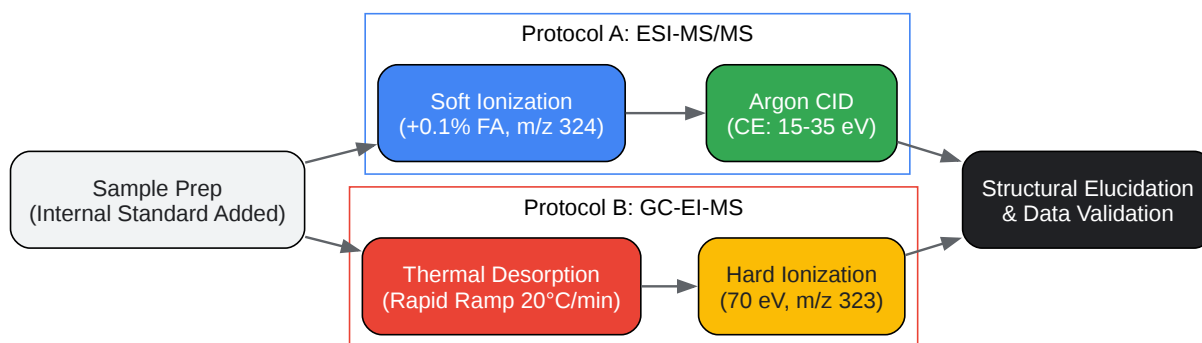 Protocol A: ESI-MS/MS
Soft Ionization
(+0.1% FA, m/z 324)
Argon CID
(CE: 15-35 eV)
Sample Prep
(Internal Standard Added)
Structural Elucidation
& Data Validation
Protocol B: GC-EI-MS
Thermal Desorption
(Rapid Ramp 20°C/min)
Hard Ionization
(70 eV, m/z 323)